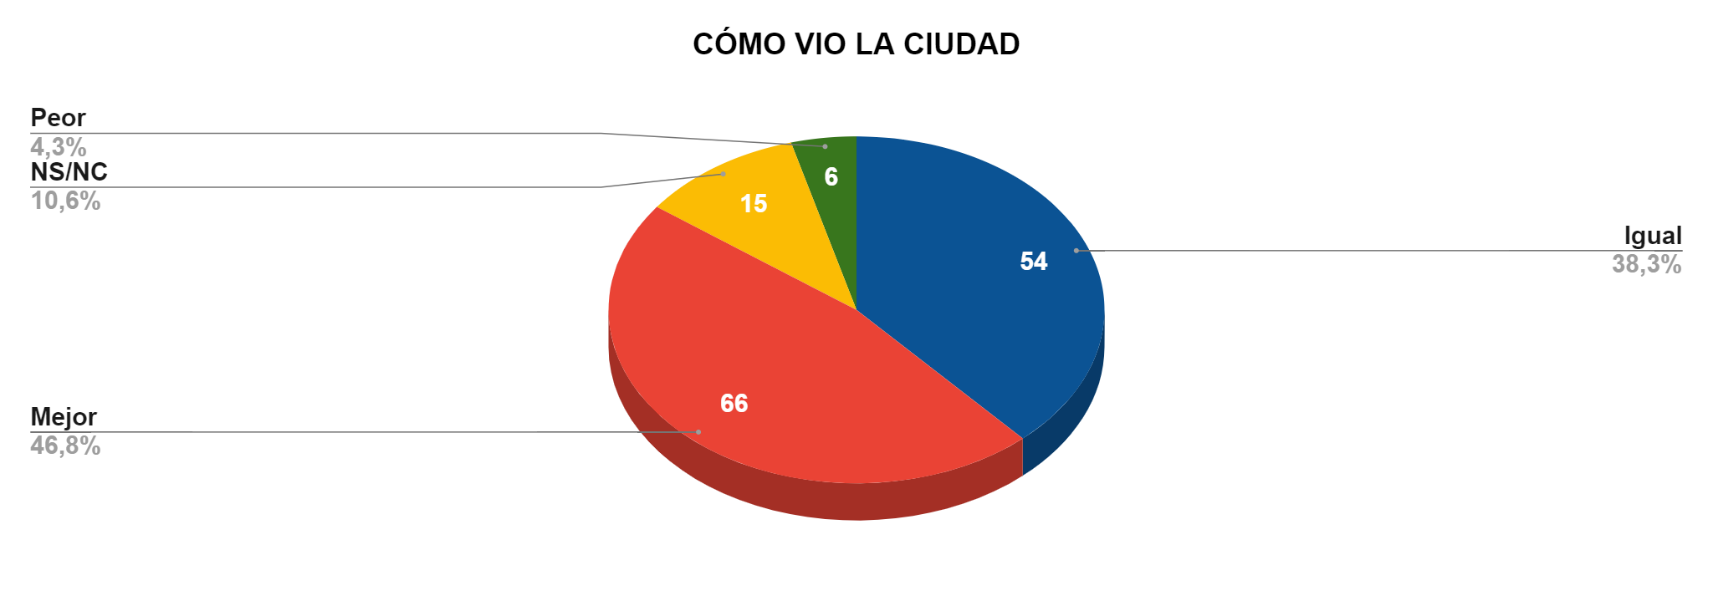 CÓMO VIO LA CIUDAD
Peor
4,3%
NS/NC
10,6%
6
15
54
Igual
38,3%
66
Mejor
46,8%